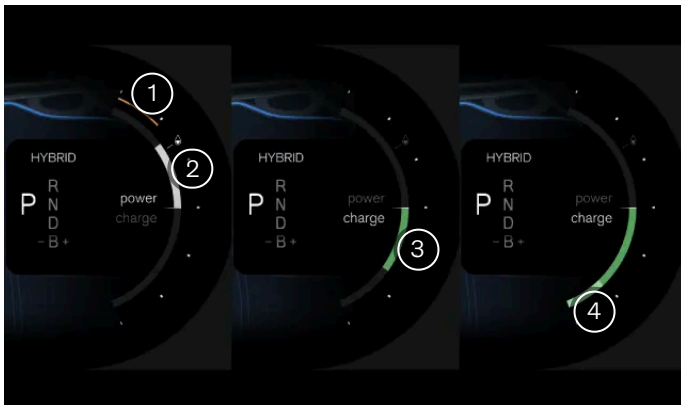 1
2
HYBRID
P
R
N
D
- B +
power
charge
HYBRID
P
R
N
D
- B +
power
charge
3
HYBRID
P
R
N
D
- B +
power
charge
4